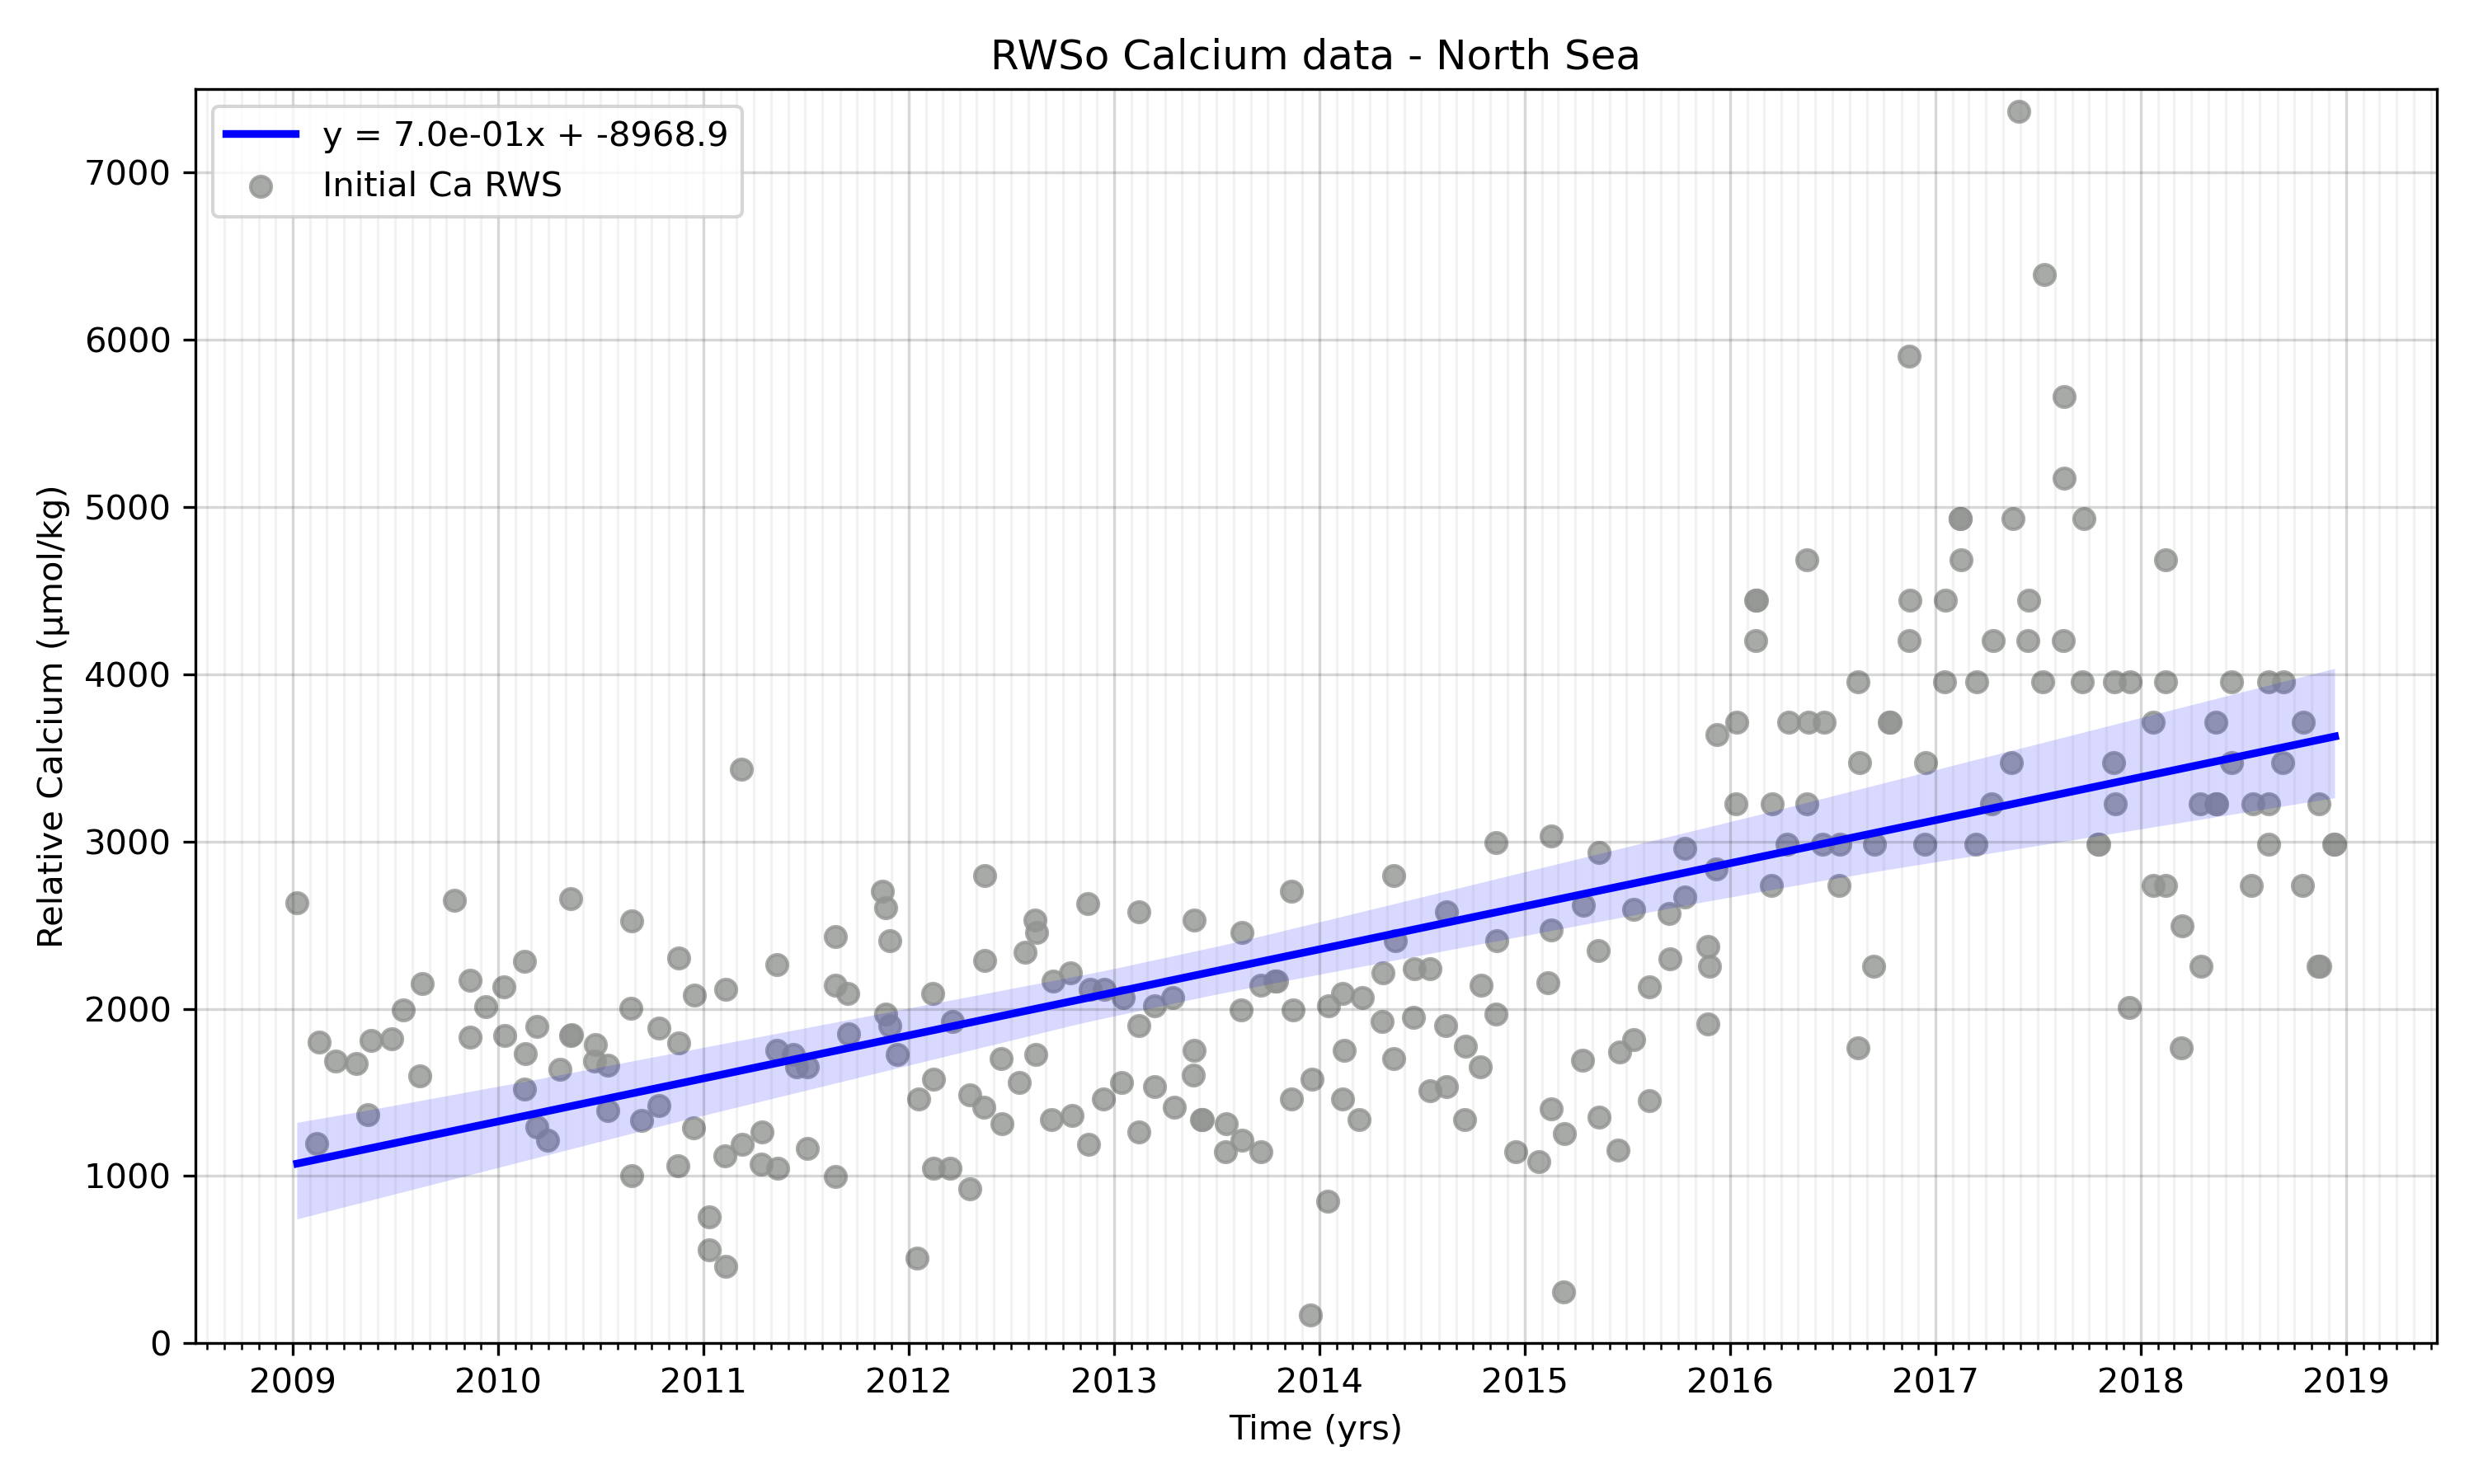 RWSo Calcium data - North Sea
y = 7.0e-01x + -8968.9
Initial Ca RWS
Relative Calcium (μmol/kg)
7000
6000
5000
4000
3000
2000
1000
0
2009 2010 2011 2012 2013 2014 2015 2016 2017 2018 2019
Time (yrs)